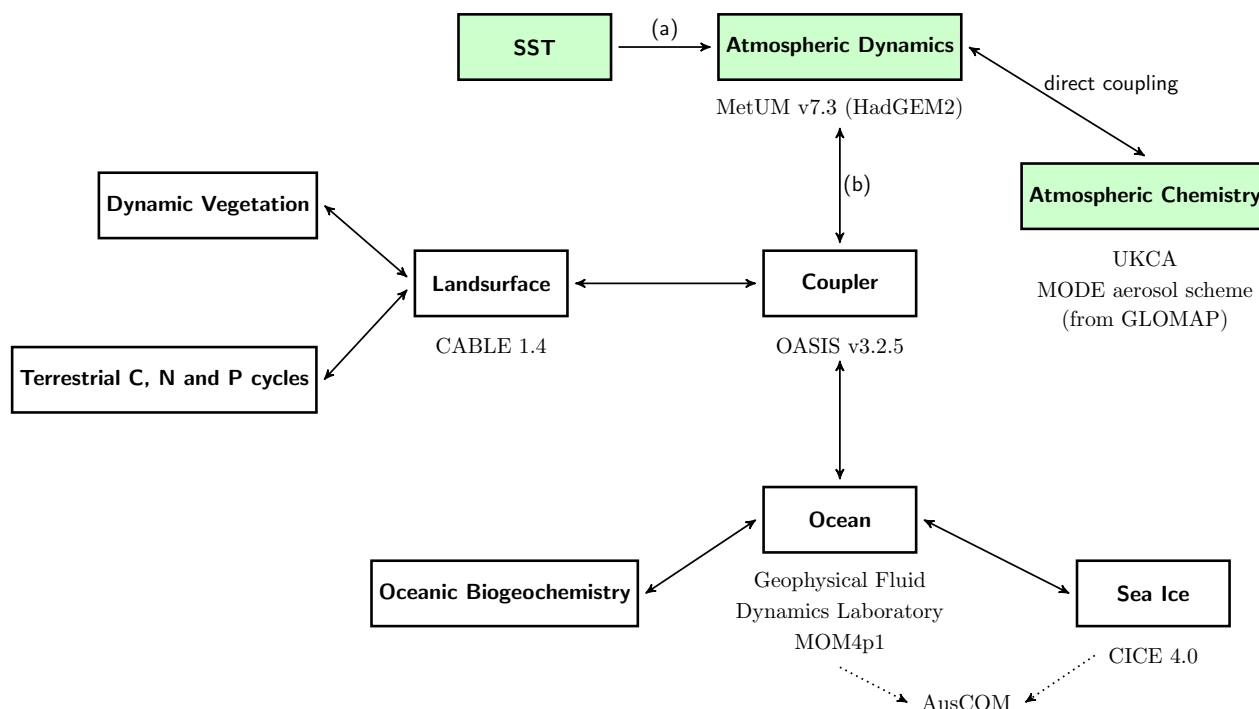 SST
(a)
Atmospheric Dynamics
MetUM v7.3 (HadGEM2)
direct coupling
Atmospheric Chemistry
UKCA
MODE aerosol scheme
(from GLOMAP)
(b)
Dynamic Vegetation
Landsurface
CABLE 1.4
Coupler
OASIS v3.2.5
Terrestrial C, N and P cycles
Ocean
Geophysical Fluid
Dynamics Laboratory
MOM4p1
Oceanic Biogeochemistry
Sea Ice
CICE 4.0
AusCOM